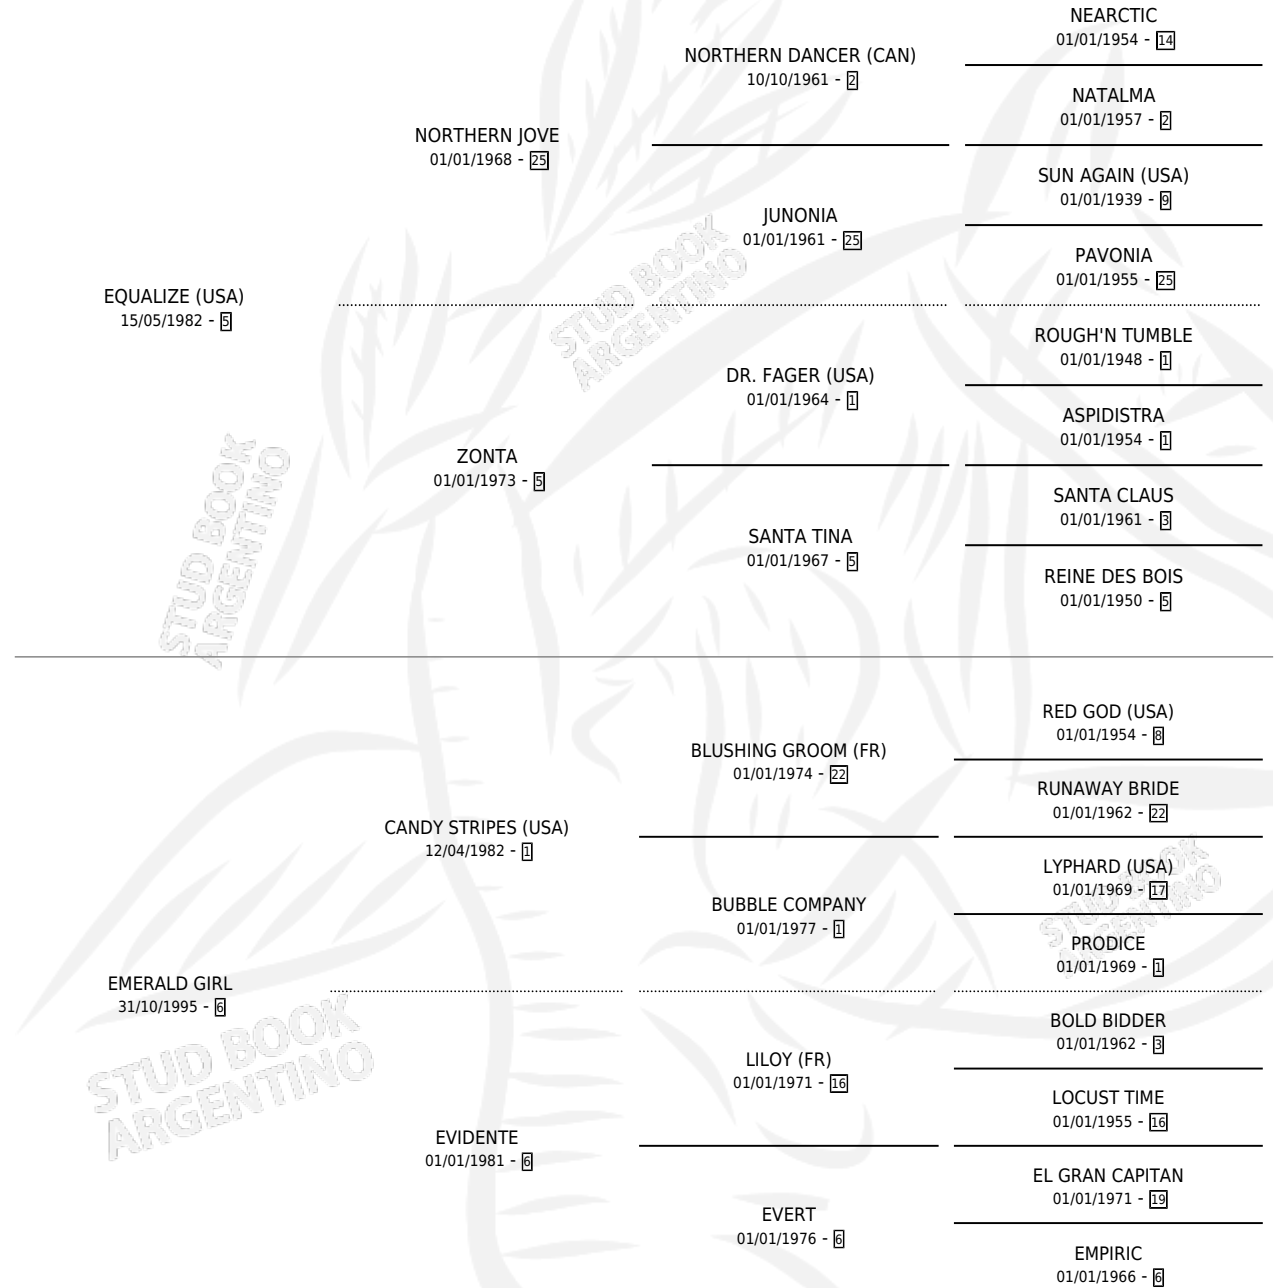 NEARCTIC
01/01/1954 - 14
NORTHERN DANCER (CAN)
10/10/1961 - 2
NATALMA
01/01/1957 - 2
NORTHERN JOVE
01/01/1968 - 25
SUN AGAIN (USA)
01/01/1939 - 9
JUNONIA
01/01/1961 - 25
PAVONIA
01/01/1955 - 25
EQUALIZE (USA)
15/05/1982 - 5
STUD BOOK
ARGENTINO
ROUGH'N TUMBLE
01/01/1948 - 1
DR. FAGER (USA)
01/01/1964 - 1
ASPIDISTRA
01/01/1954 - 1
ZONTA
01/01/1973 - 5
SANTA CLAUS
01/01/1961 - 3
SANTA TINA
01/01/1967 - 5
REINE DES BOIS
01/01/1950 - 5
STUD BOOK
ARGENTINO
RED GOD (USA)
01/01/1954 - 8
BLUSHING GROOM (FR)
01/01/1974 - 22
RUNAWAY BRIDE
01/01/1962 - 22
CANDY STRIPES (USA)
12/04/1982 - 1
LYPHARD (USA)
01/01/1969 - 17
BUBBLE COMPANY
01/01/1977 - 1
STUD BOOK
ARGENTINO
PRODICE
01/01/1969 - 1
EMERALD GIRL
31/10/1995 - 6
BOLD BIDDER
01/01/1962 - 3
LILOY (FR)
01/01/1971 - 16
LOCUST TIME
01/01/1955 - 16
STUD BOOK
ARGENTINO
EVIDENTE
01/01/1981 - 6
EL GRAN CAPITAN
01/01/1971 - 19
EVERT
01/01/1976 - 6
EMPIRIC
01/01/1966 - 6